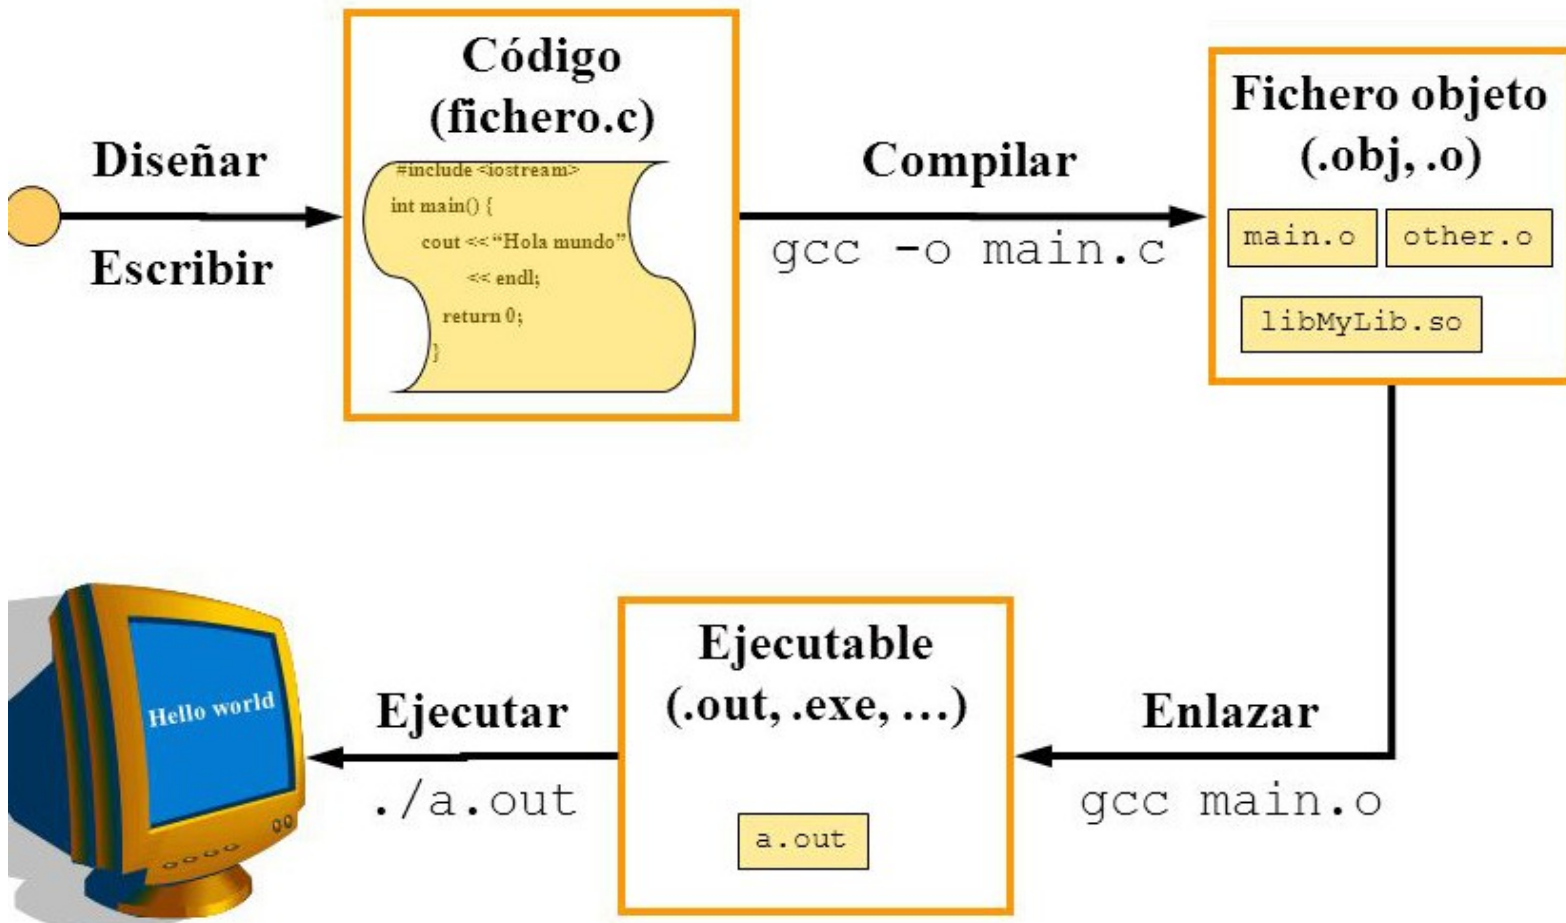 Diseñar
Escribir
Código
(fichero.c)
#include <iostream>
int main() {
cout << “Hola mundo”
<< endl;
return 0;
}
Compilar
gcc -o main.c
Fichero objeto
(.obj, .o)
main.o
other.o
libMyLib.so
Enlazar
gcc main.o
Ejecutable
(.out, .exe, ...)
a.out
Ejecutar
./a.out
Hello world